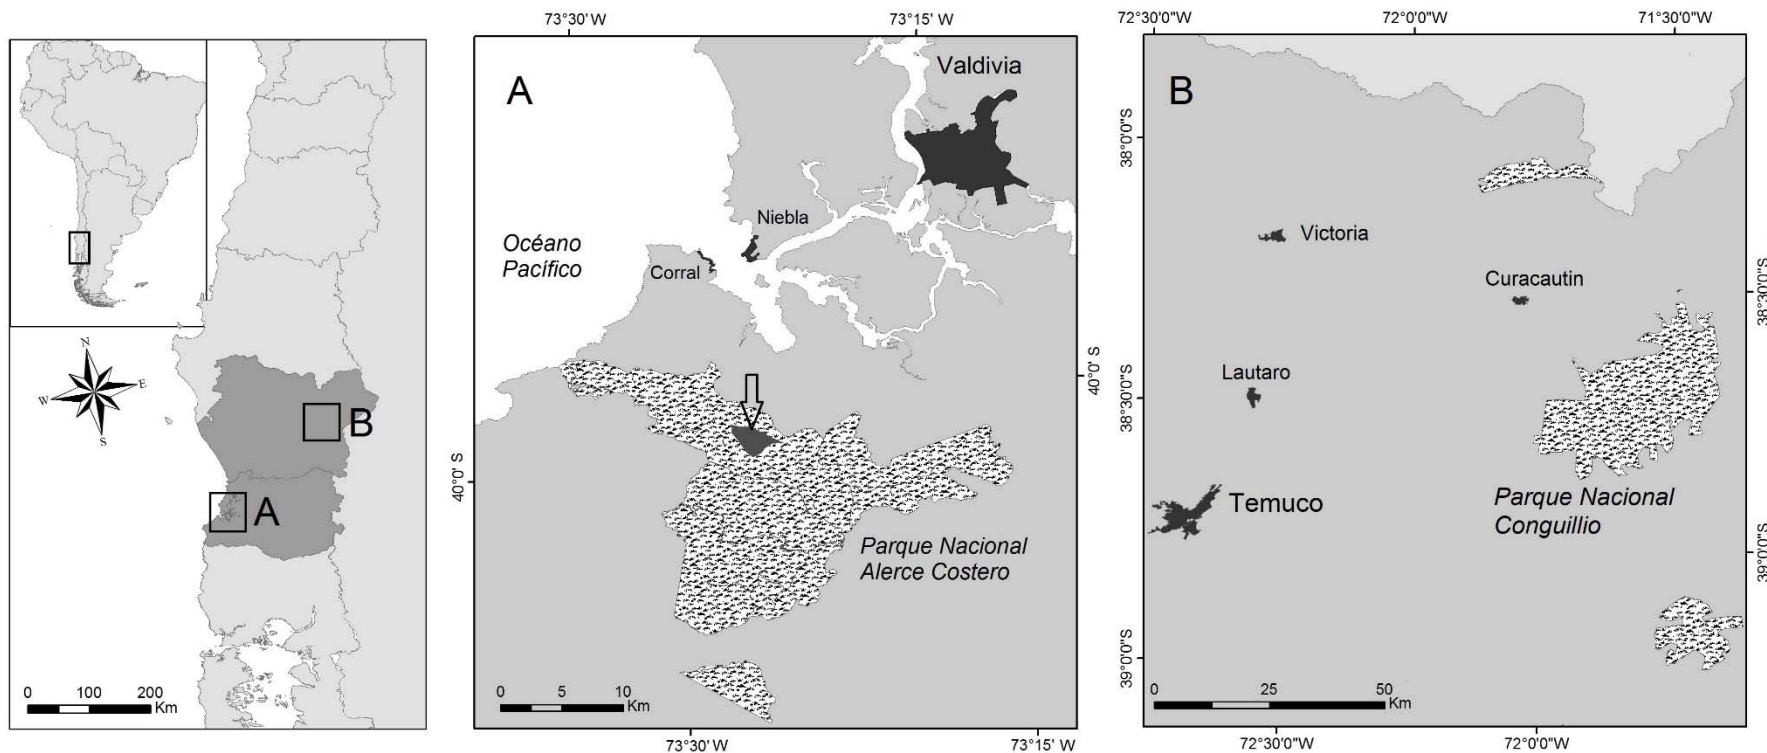 N
W
E
S
B
A
0
100
200
Km
73°30' W
73°15' W
A
Valdivia
Niebla
Océano
Pacífico
Corral
40°0' S
40°0' S
Parque Nacional
Alerce Costero
0
5
10
Km
73°30' W
73°15' W
72°30'0"W
72°0'0"W
71°30'0"W
B
38°0'0"S
Victoria
Curacautin
38°30'0"S
Lautaro
38°30'0"S
Temuco
Parque Nacional
Conguillio
39°0'0"S
39°0'0"S
0
25
50
Km
72°30'0"W
72°0'0"W